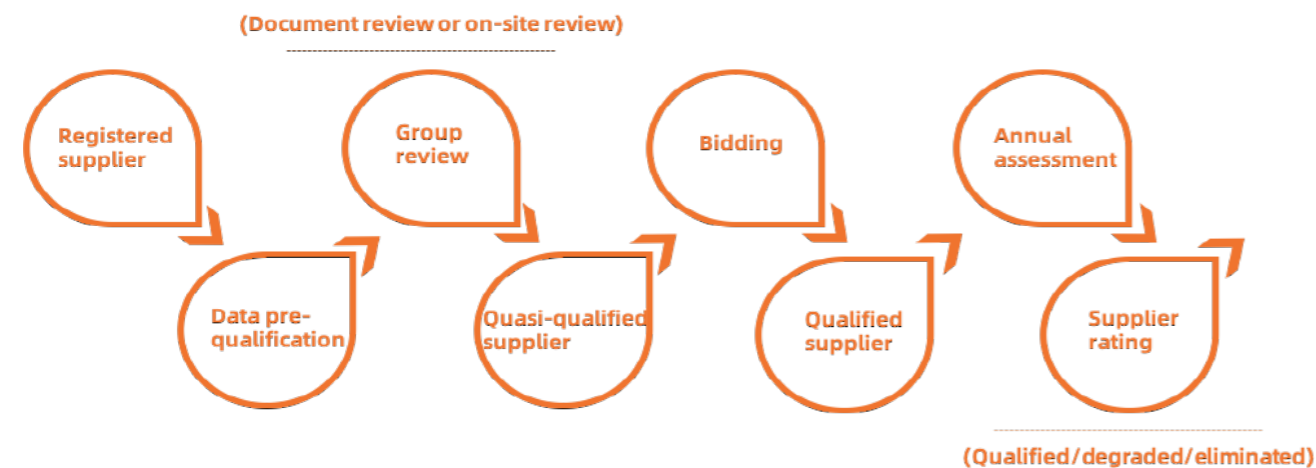 (Document review or on-site review)
Registered
supplier
Data pre-
qualification
Group
review
Quasi-qualified
supplier
Bidding
Qualified
supplier
Annual
assessment
Supplier
rating
(Qualified/degraded/eliminated)